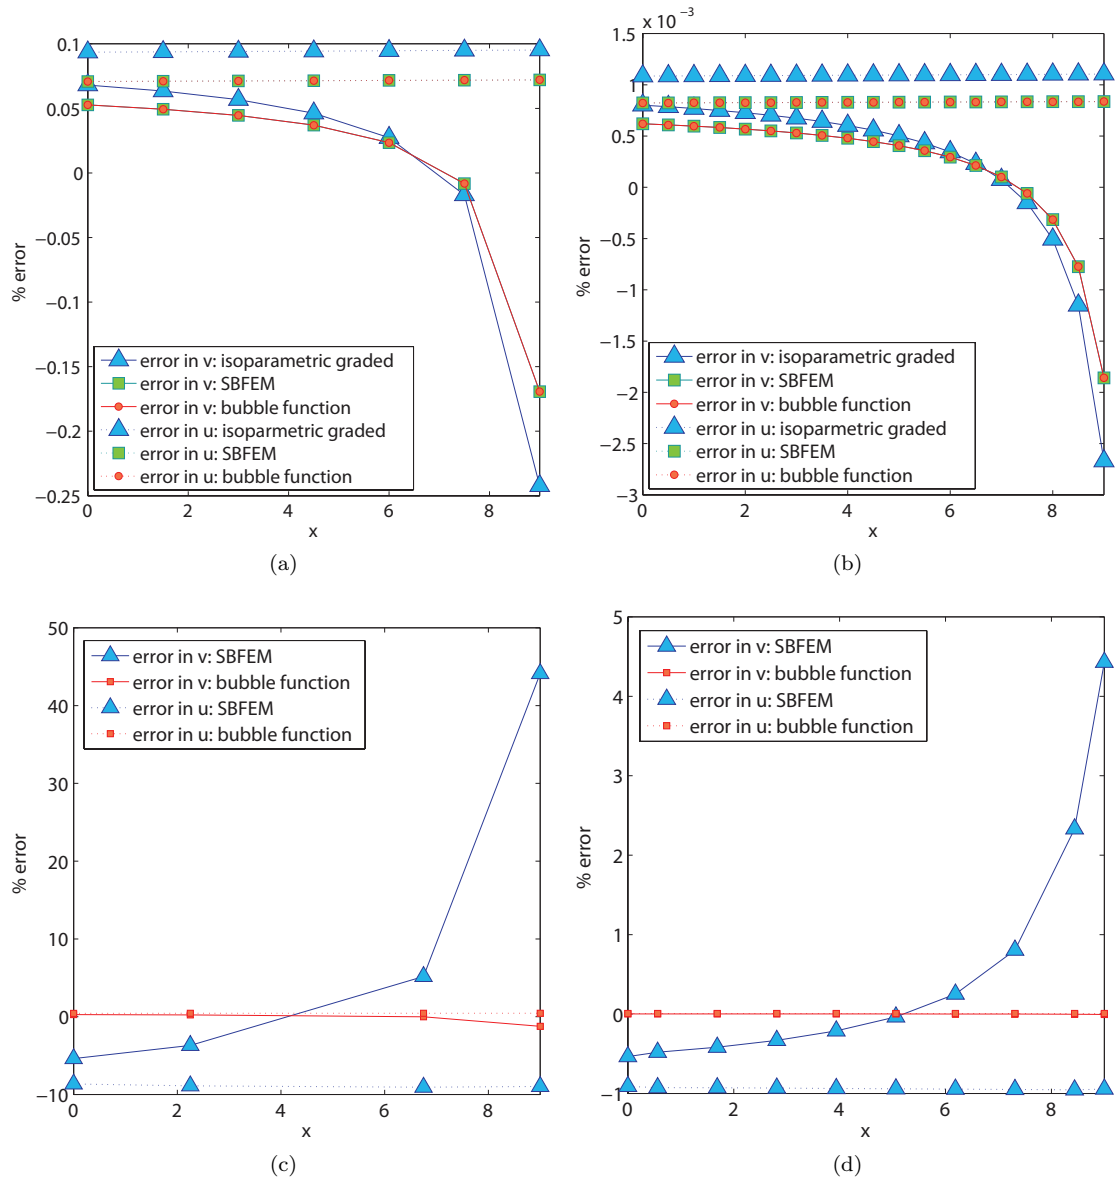 0.1
0.05
0
−0.05
−0.1
−0.15
−0.2
−0.25
% error
error in v: isoparametric graded
error in v: SBFEM
error in v: bubble function
error in u: isoparmetric graded
error in u: SBFEM
error in u: bubble function
0 2 4 6 8
x
(a)
x 10⁻³
1.5
1
0.5
0
−0.5
−1
−1.5
−2
−2.5
−3
% error
error in v: isoparametric graded
error in v: SBFEM
error in v: bubble function
error in u: isoparmetric graded
error in u: SBFEM
error in u: bubble function
0 2 4 6 8
x
(b)
50
40
30
20
10
0
−10
% error
error in v: SBFEM
error in v: bubble function
error in u: SBFEM
error in u: bubble function
0 2 4 6 8
x
(c)
5
4
3
2
1
0
−1
% error
error in v: SBFEM
error in v: bubble function
error in u: SBFEM
error in u: bubble function
0 2 4 6 8
x
(d)